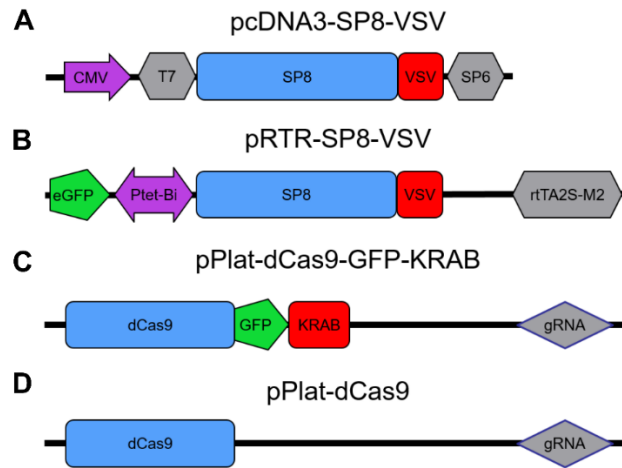 A pcDNA3-SP8-VSV
CMV T7 SP8 VSV SP6
B pRTR-SP8-VSV
eGFP Ptet-Bi SP8 VSV rtTA2S-M2
C pPlat-dCas9-GFP-KRAB
dCas9 GFP KRAB gRNA
D pPlat-dCas9
dCas9 gRNA